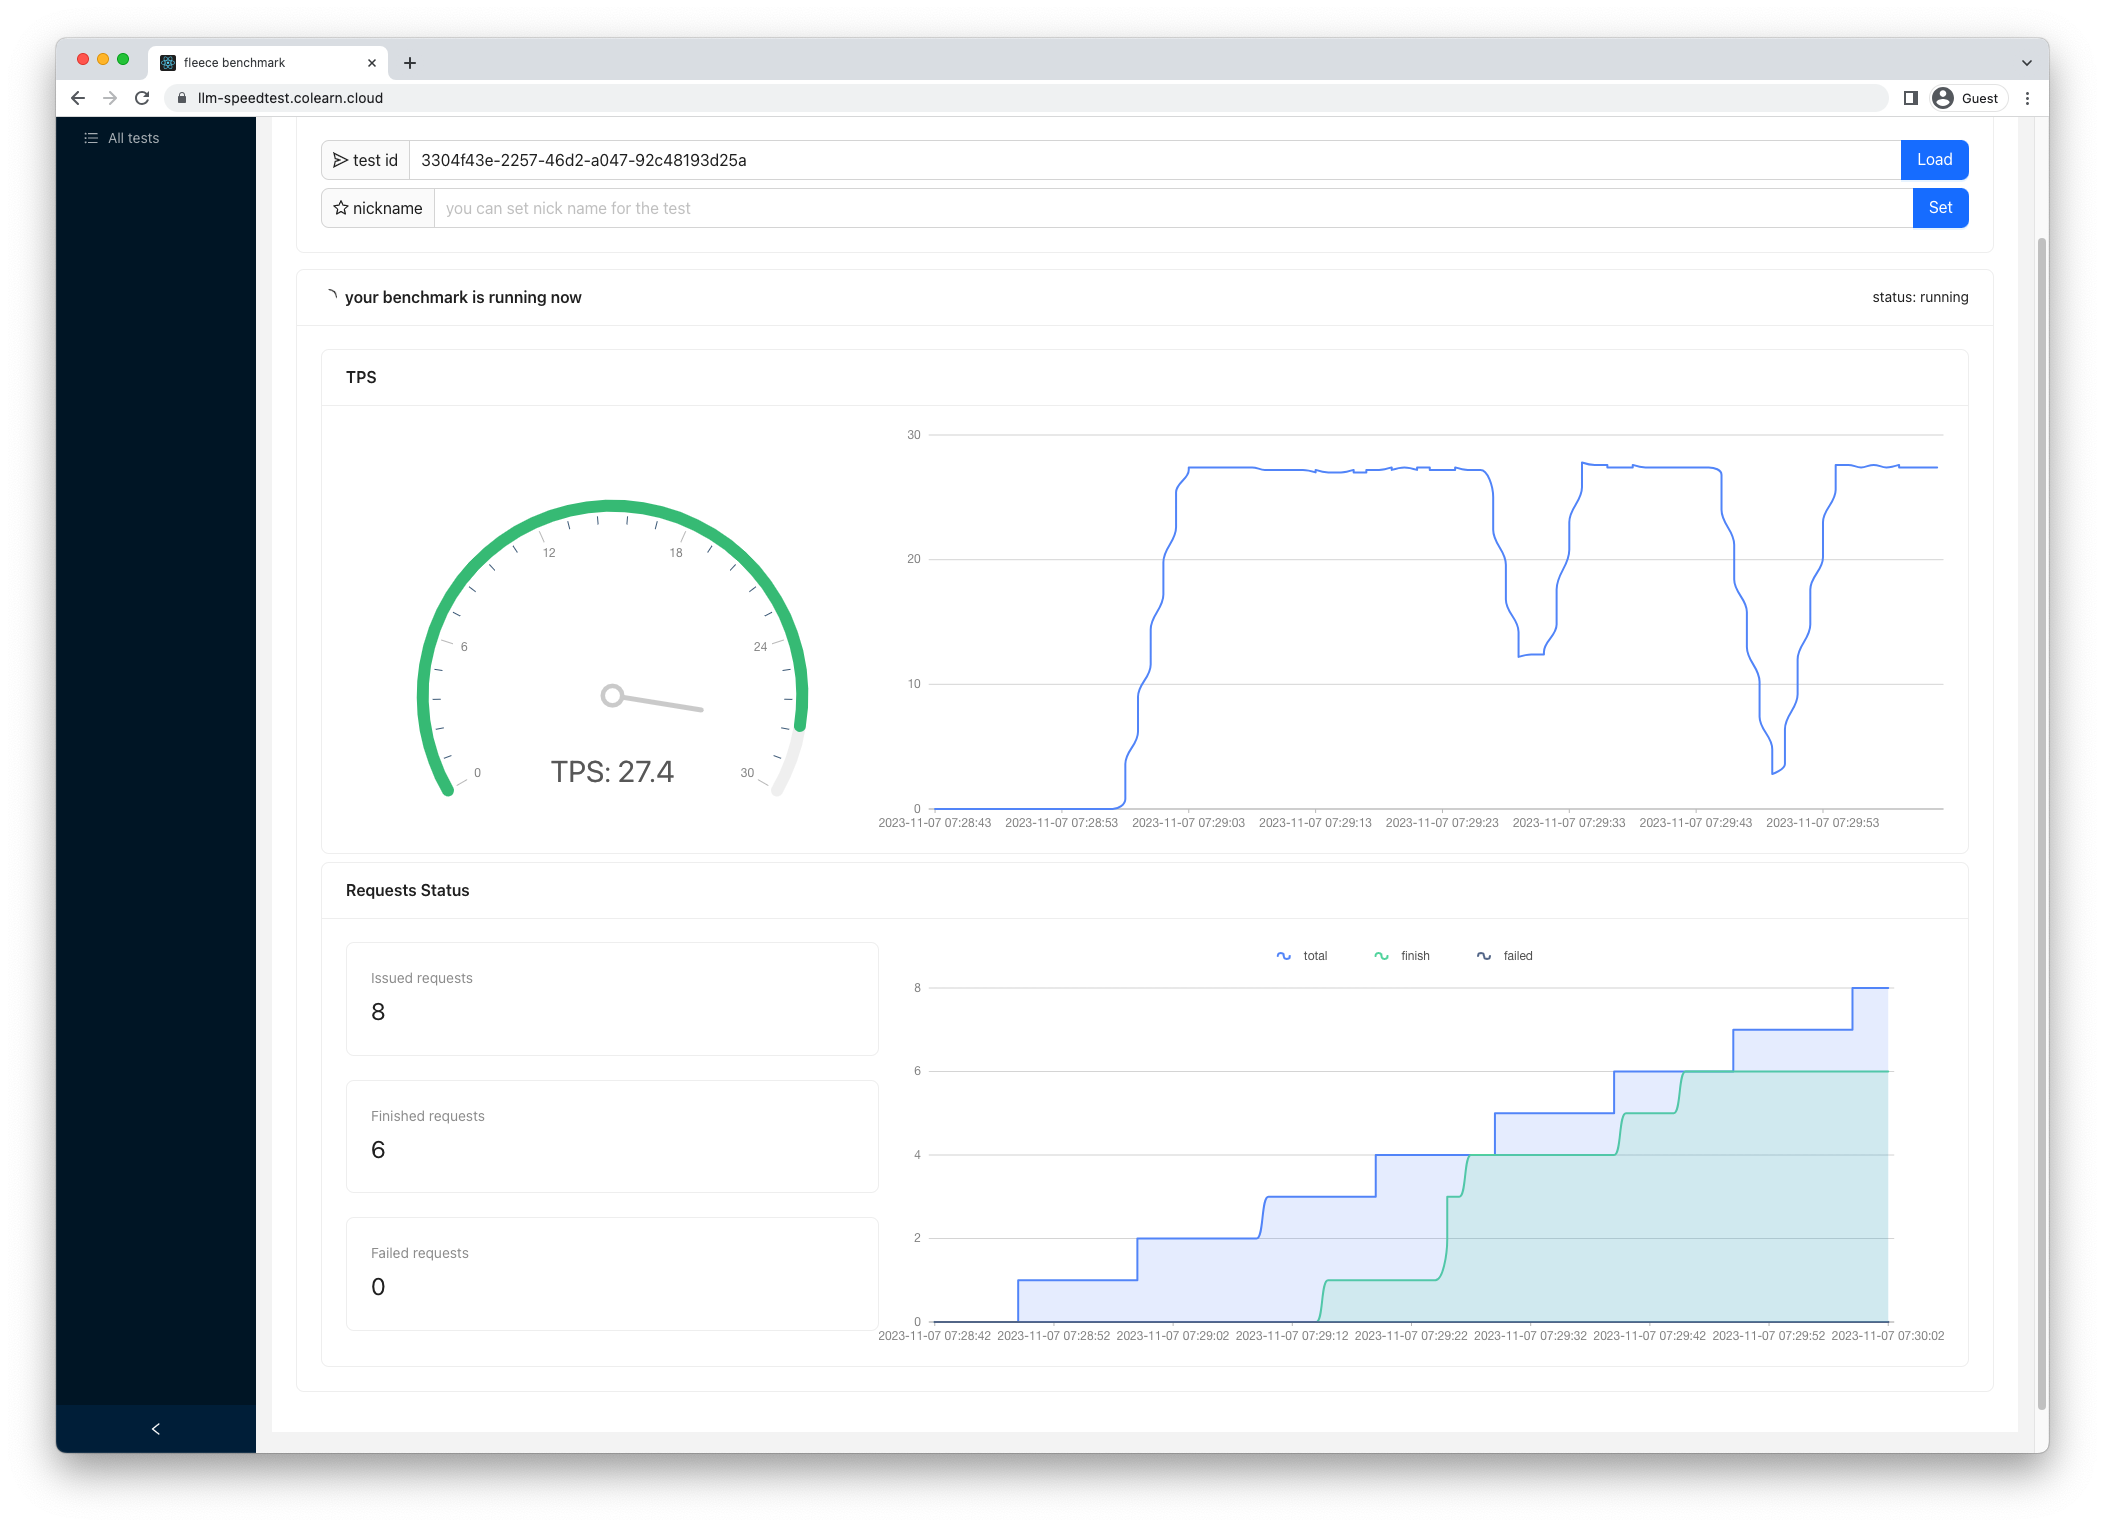 fleece benchmark
llm-speedtest.colearn.cloud
Guest
All tests
test id 3304f43e-2257-46d2-a047-92c48193d25a Load
nickname you can set nick name for the test Set
your benchmark is running now status: running
TPS
0 6 12 18 24 30
TPS: 27.4
30
20
10
0
2023-11-07 07:28:43 2023-11-07 07:28:53 2023-11-07 07:29:03 2023-11-07 07:29:13 2023-11-07 07:29:23 2023-11-07 07:29:33 2023-11-07 07:29:43 2023-11-07 07:29:53
Requests Status
Issued requests
8
Finished requests
6
Failed requests
0
total finish failed
8
6
4
2
0
2023-11-07 07:28:42 2023-11-07 07:28:52 2023-11-07 07:29:02 2023-11-07 07:29:12 2023-11-07 07:29:22 2023-11-07 07:29:32 2023-11-07 07:29:42 2023-11-07 07:29:52 2023-11-07 07:30:02